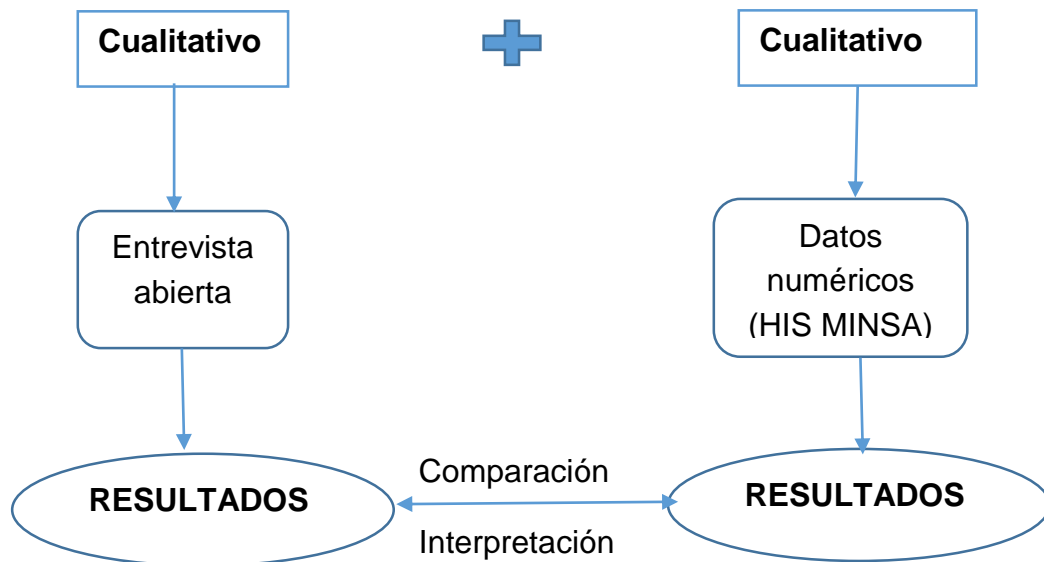 Cualitativo
Cualitativo
Entrevista
abierta
Datos
numéricos
(HIS MINSA)
RESULTADOS
Comparación
Interpretación
RESULTADOS